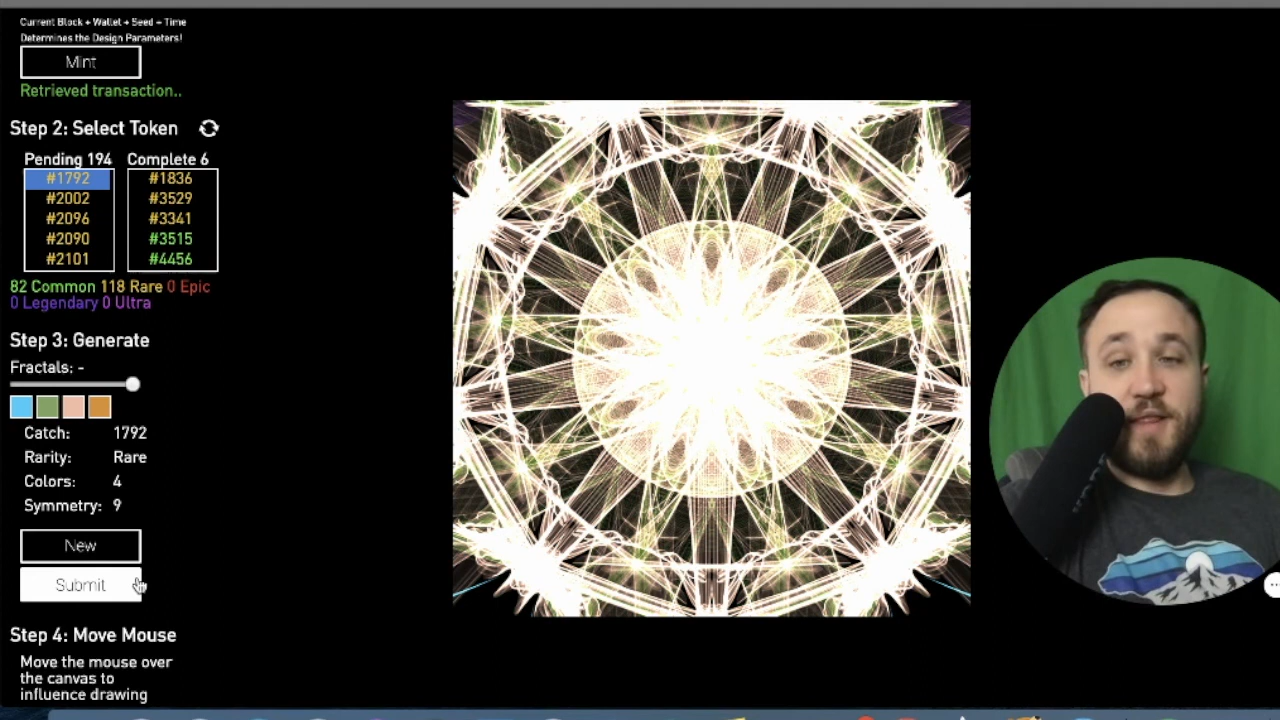 Current Block + Wallet + Seed + Time
Determines the Design Parameters!
Mint
Retrieved transaction..
Step 2: Select Token
Pending 194 Complete 6
#1792 #1836
#2002 #3529
#2096 #3341
#2090 #3515
#2101 #4456
82 Common 118 Rare 0 Epic
0 Legendary 0 Ultra
Step 3: Generate
Fractals: -
Catch: 1792
Rarity: Rare
Colors: 4
Symmetry: 9
New
Submit
Step 4: Move Mouse
Move the mouse over
the canvas to
influence drawing